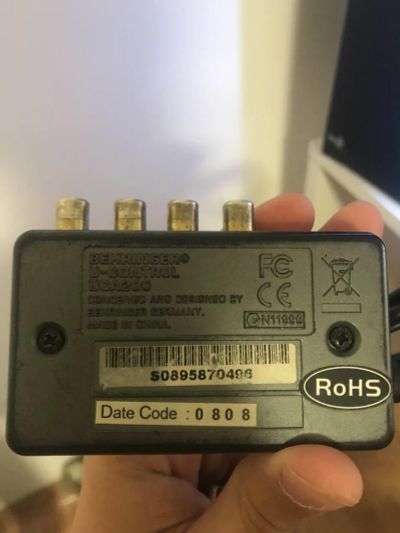 BEHRINGER®
U-CONTROL
UCA200
CONCEIVED AND DESIGNED BY
BEHRINGER GERMANY.
MADE IN CHINA.
FC
CE
N11996
S0895870496
RoHS
Date Code : 0 8 0 8